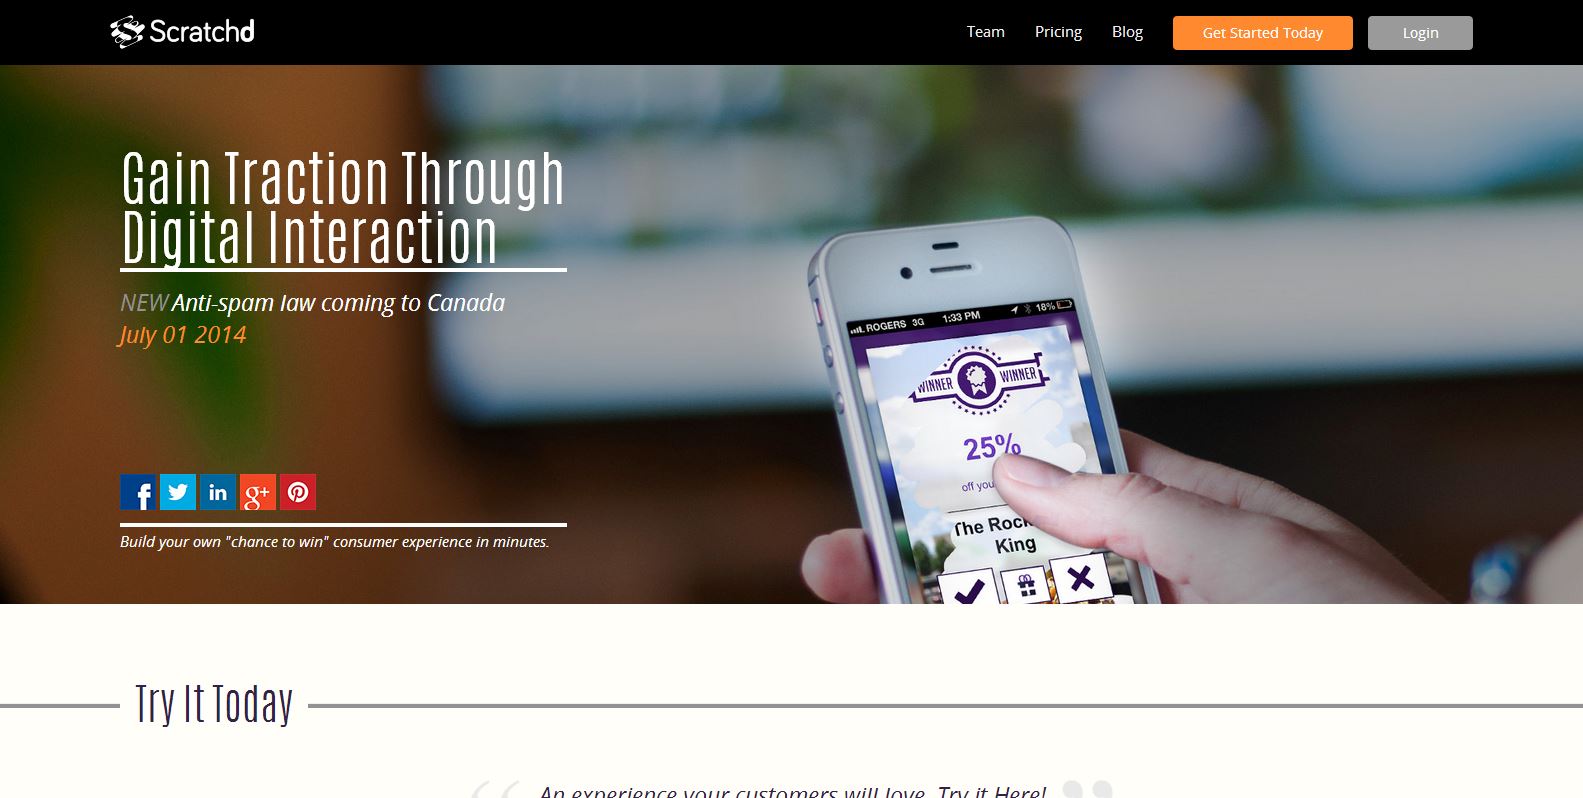 Scratchd
Team Pricing Blog Get Started Today Login
Gain Traction Through
Digital Interaction
NEW Anti-spam law coming to Canada
July 01 2014
ROGERS 3G 1:33 PM 18%
WINNER WINNER
25%
off you
The Rock
King
f in g+
Build your own "chance to win" consumer experience in minutes.
Try It Today
“ An experience your customers will love. Try it Here! ”